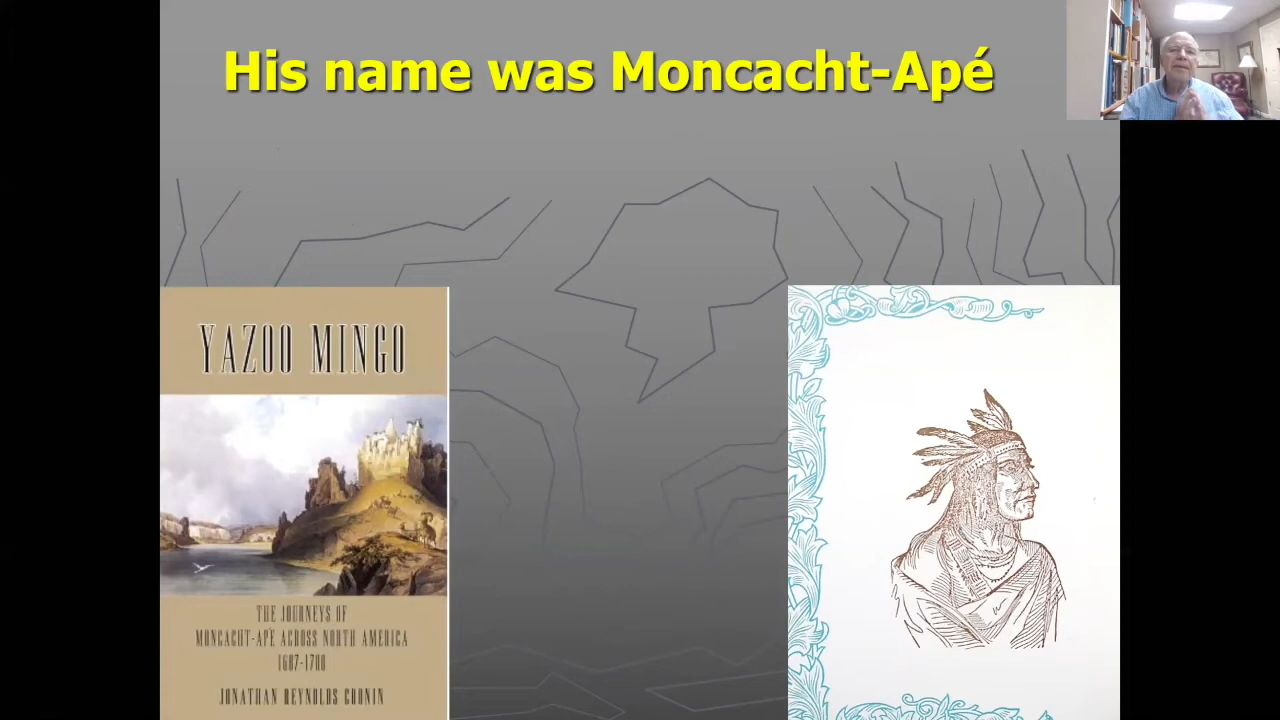 His name was Moncacht-Apé
YAZOO MINGO
THE JOURNEYS OF
MONCACHT-APÉ ACROSS NORTH AMERICA
1687-1700
JONATHAN REYNOLDS CRONIN